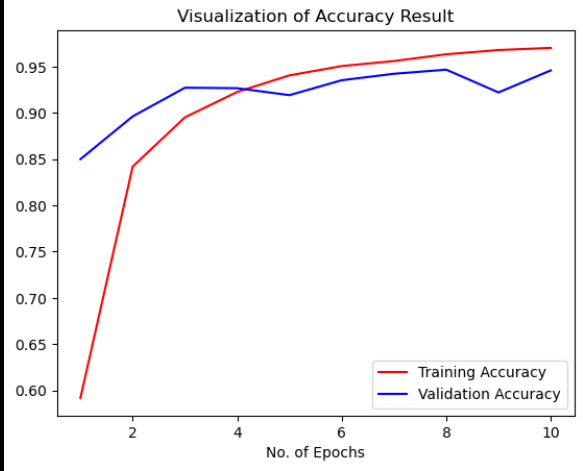 Visualization of Accuracy Result
0.95
0.90
0.85
0.80
0.75
0.70
0.65
0.60
Training Accuracy
Validation Accuracy
2 4 6 8 10
No. of Epochs